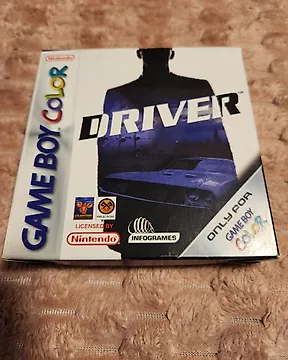 Nintendo
GAME BOY COLOR
DRIVER
LICENSED BY
Nintendo
INFOGRAMES
ONLY FOR
GAME BOY
COLOR